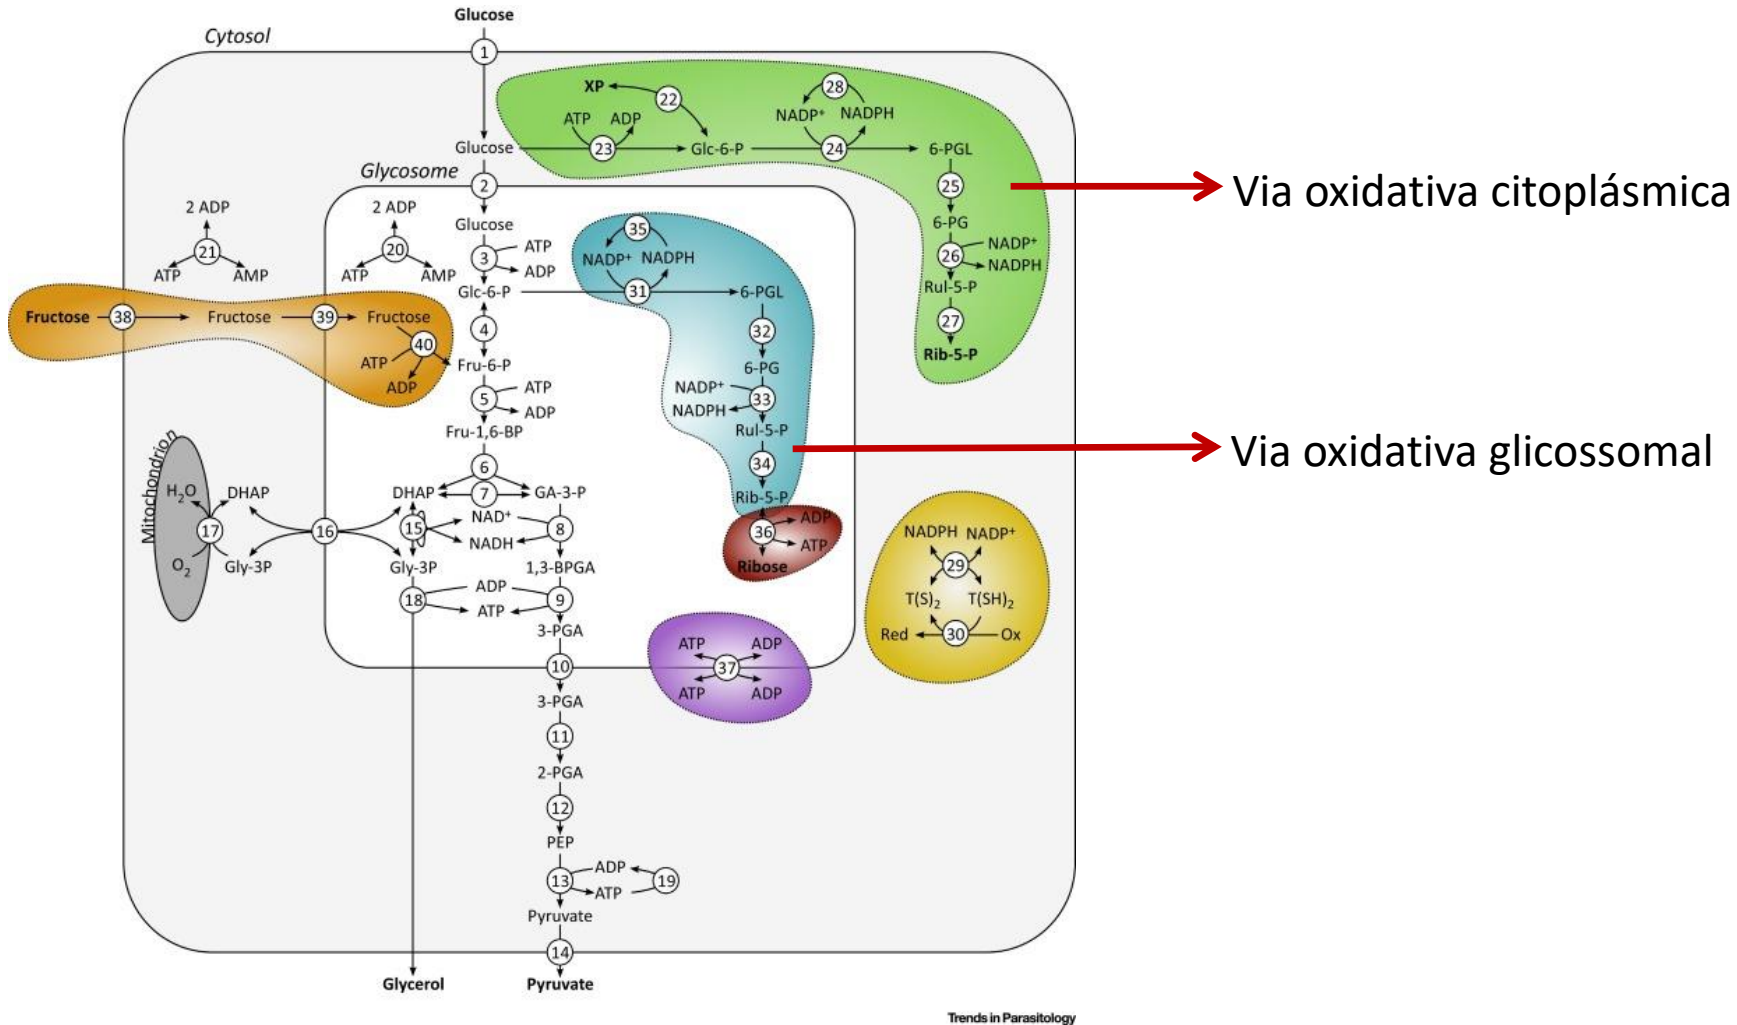 Glucose
Cytosol
1
XP
22
28
ATP
ADP
NADP⁺
NADPH
Glucose
23
Glc-6-P
24
6-PGL
Glycosome
2
25
Via oxidativa citoplásmica
2 ADP
2 ADP
Glucose
6-PG
21
20
3
ATP
ADP
35
NADP⁺
26
NADPH
ATP
AMP
ATP
AMP
NADP⁺
NADPH
Glc-6-P
31
6-PGL
Rul-5-P
Fructose
38
Fructose
39
Fructose
4
32
27
40
ATP
Fru-6-P
6-PG
Rib-5-P
ADP
5
ATP
ADP
NADP⁺
33
NADPH
Fru-1,6-BP
Rul-5-P
Mitochondrion
6
34
Via oxidativa glicossomal
H₂O
DHAP
DHAP
7
GA-3-P
Rib-5-P
17
16
15
NAD⁺
NADH
8
36
ADP
ATP
NADPH
NADP⁺
29
O₂
Gly-3P
Gly-3P
1,3-BPGA
Ribose
18
ADP
ATP
9
T(S)₂
T(SH)₂
3-PGA
Red
30
Ox
10
ATP
ADP
37
ATP
ADP
3-PGA
11
2-PGA
12
PEP
13
ADP
ATP
19
Pyruvate
14
Glycerol
Pyruvate
Trends in Parasitology